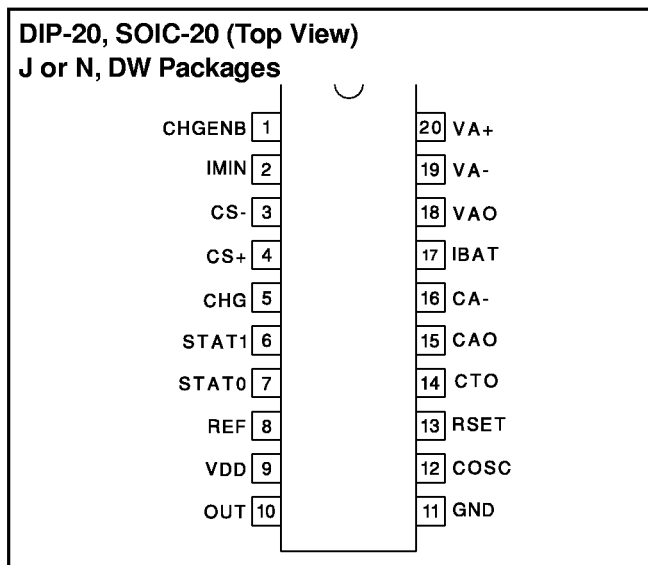 DIP-20, SOIC-20 (Top View)
J or N, DW Packages
CHGENB 1 20 VA+
IMIN 2 19 VA-
CS- 3 18 VAO
CS+ 4 17 IBAT
CHG 5 16 CA-
STAT1 6 15 CAO
STAT0 7 14 CTO
REF 8 13 RSET
VDD 9 12 COSC
OUT 10 11 GND